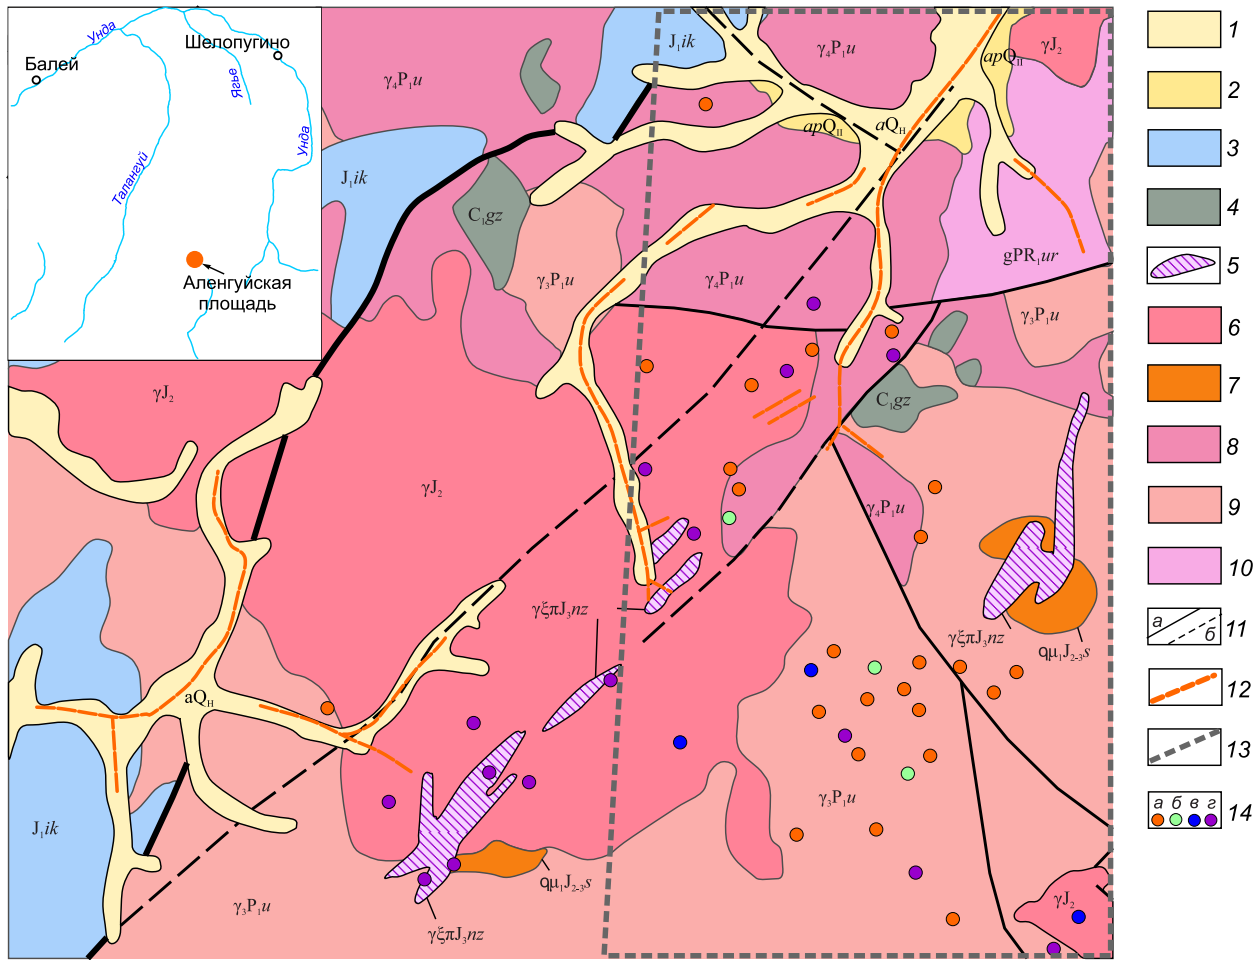 Унда
Шелопугино
Балей
Ягье
Унда
Талангуй
Аленгуйская
площадь
J₁ik
γ₄P₁u
γ₄P₁u
γJ₂
apQII
apQII
aQH
J₁ik
C₁gz
gPR₁ur
γ₃P₁u
γ₄P₁u
γ₃P₁u
γJ₂
C₁gz
γJ₂
γ₄P₁u
γξπJ₃nz
γξπJ₃nz
qμ₁J₂₋₃s
aQH
γ₃P₁u
J₁ik
qμ₁J₂₋₃s
γJ₂
γ₃P₁u
γξπJ₃nz
1
2
3
4
5
6
7
8
9
10
а б 11
12
13
а б в г 14